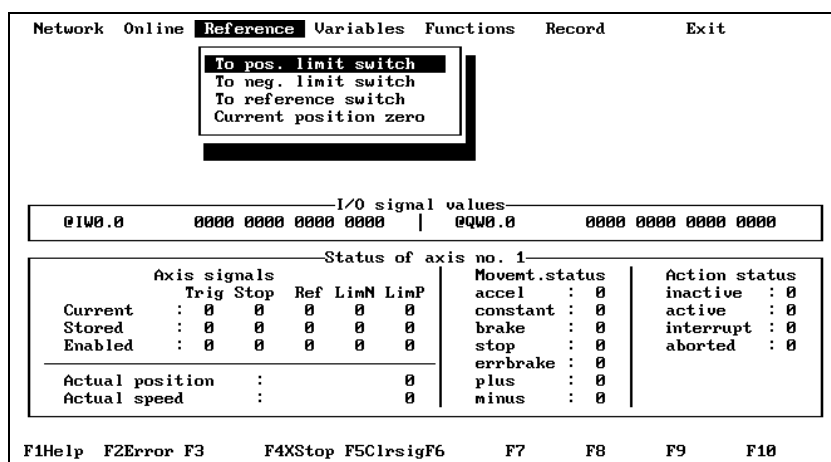 Network Online Reference Variables Functions Record Exit
To pos. limit switch
To neg. limit switch
To reference switch
Current position zero
I/O signal values
@IW0.0 0000 0000 0000 0000 | @QW0.0 0000 0000 0000 0000
Status of axis no. 1
Axis signals Movemt.status Action status
Trig Stop Ref LimN LimP accel : 0 inactive : 0
Current : 0 0 0 0 0 constant : 0 active : 0
Stored : 0 0 0 0 0 brake : 0 interrupt : 0
Enabled : 0 0 0 0 0 stop : 0 aborted : 0
errbrake : 0
Actual position : 0 plus : 0
Actual speed : 0 minus : 0
F1Help F2Error F3 F4XStop F5ClrsigF6 F7 F8 F9 F10